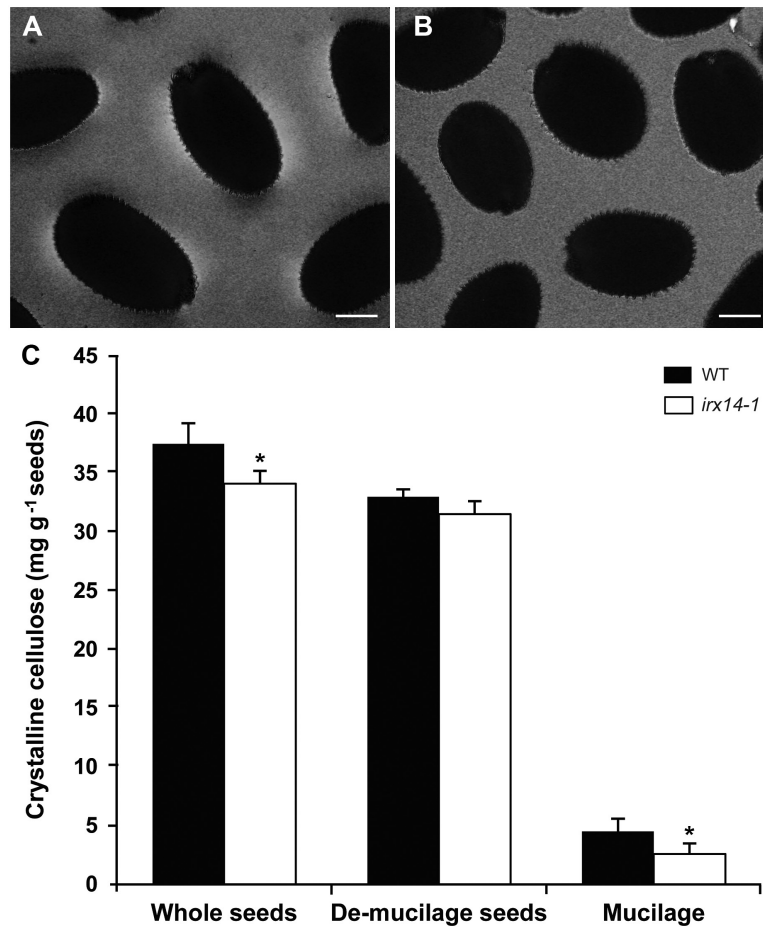 A
B
C
45
40
35
30
25
20
15
10
5
0
Crystalline cellulose (mg g⁻¹ seeds)
WT
irx14-1
*
*
Whole seeds
De-mucilage seeds
Mucilage